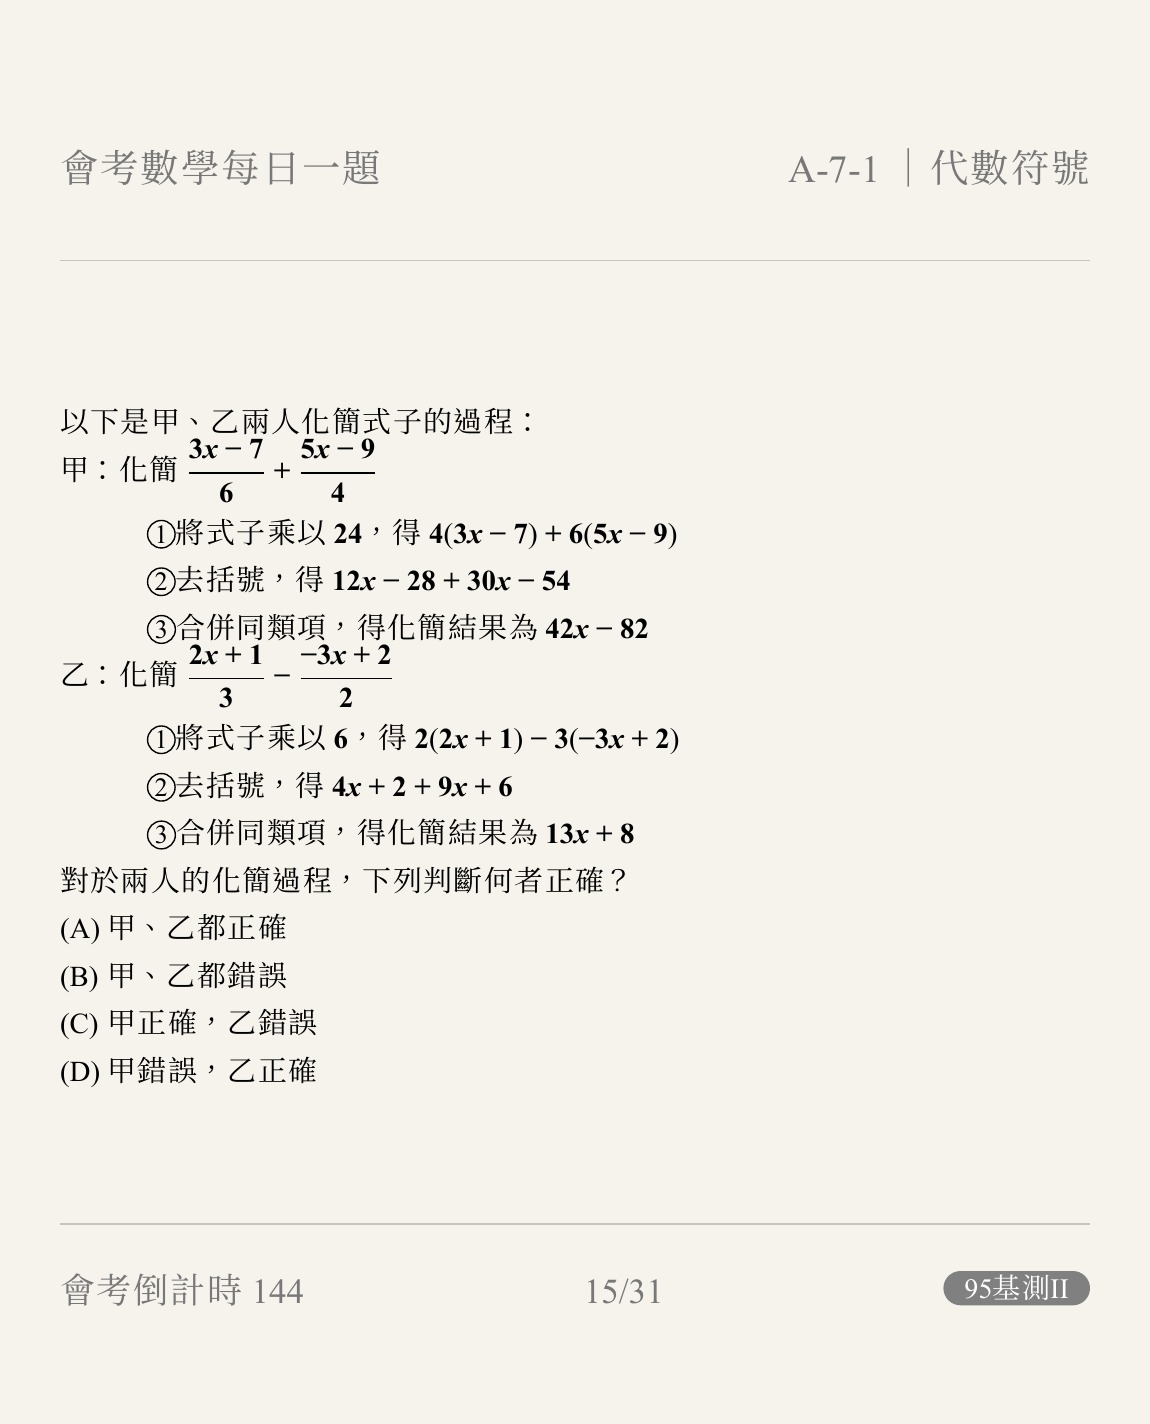 會考數學每日一題
A-7-1｜代數符號
以下是甲、乙兩人化簡式子的過程：
甲：化簡 (3x − 7)/6 + (5x − 9)/4
①將式子乘以 24，得 4(3x − 7) + 6(5x − 9)
②去括號，得 12x − 28 + 30x − 54
③合併同類項，得化簡結果為 42x − 82
乙：化簡 (2x + 1)/3 − (−3x + 2)/2
①將式子乘以 6，得 2(2x + 1) − 3(−3x + 2)
②去括號，得 4x + 2 + 9x + 6
③合併同類項，得化簡結果為 13x + 8
對於兩人的化簡過程，下列判斷何者正確？
(A) 甲、乙都正確
(B) 甲、乙都錯誤
(C) 甲正確，乙錯誤
(D) 甲錯誤，乙正確
會考倒計時 144
15/31
95基測II